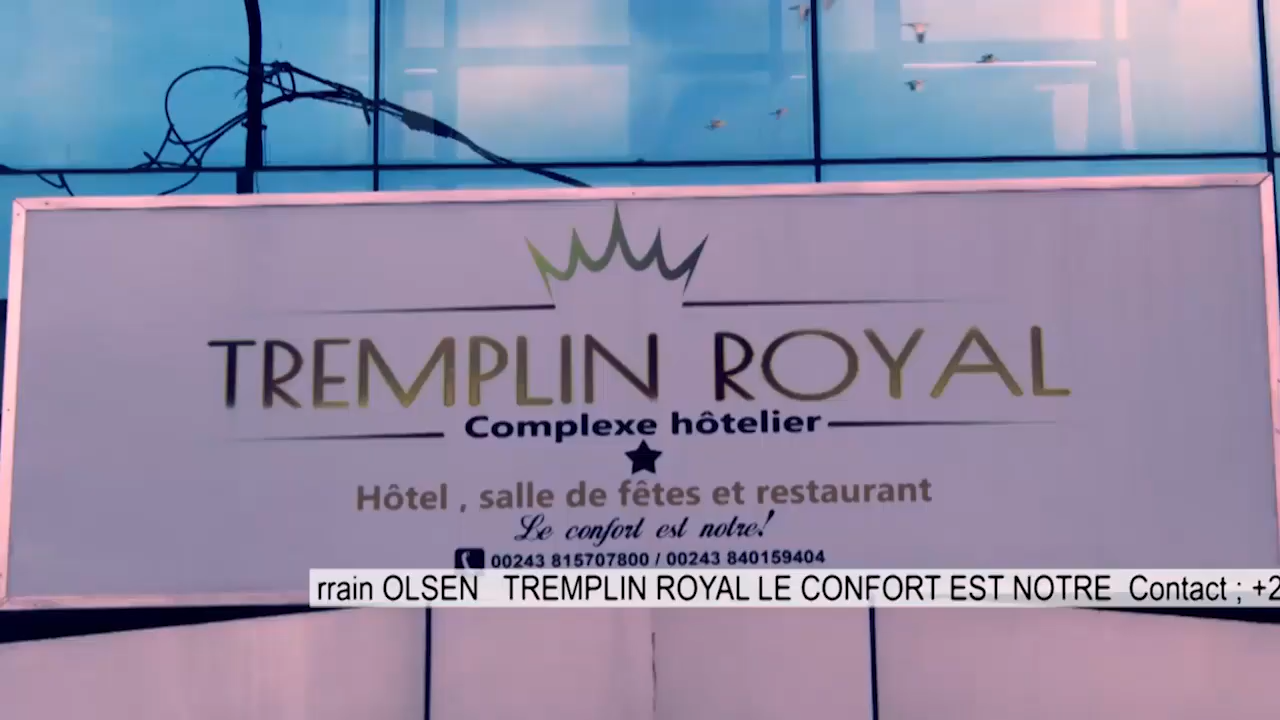 TREMPLIN ROYAL
Complexe hôtelier
Hôtel , salle de fêtes et restaurant
Le confort est notre!
00243 815707800 / 00243 840159404
rrain OLSEN TREMPLIN ROYAL LE CONFORT EST NOTRE Contact ; +2